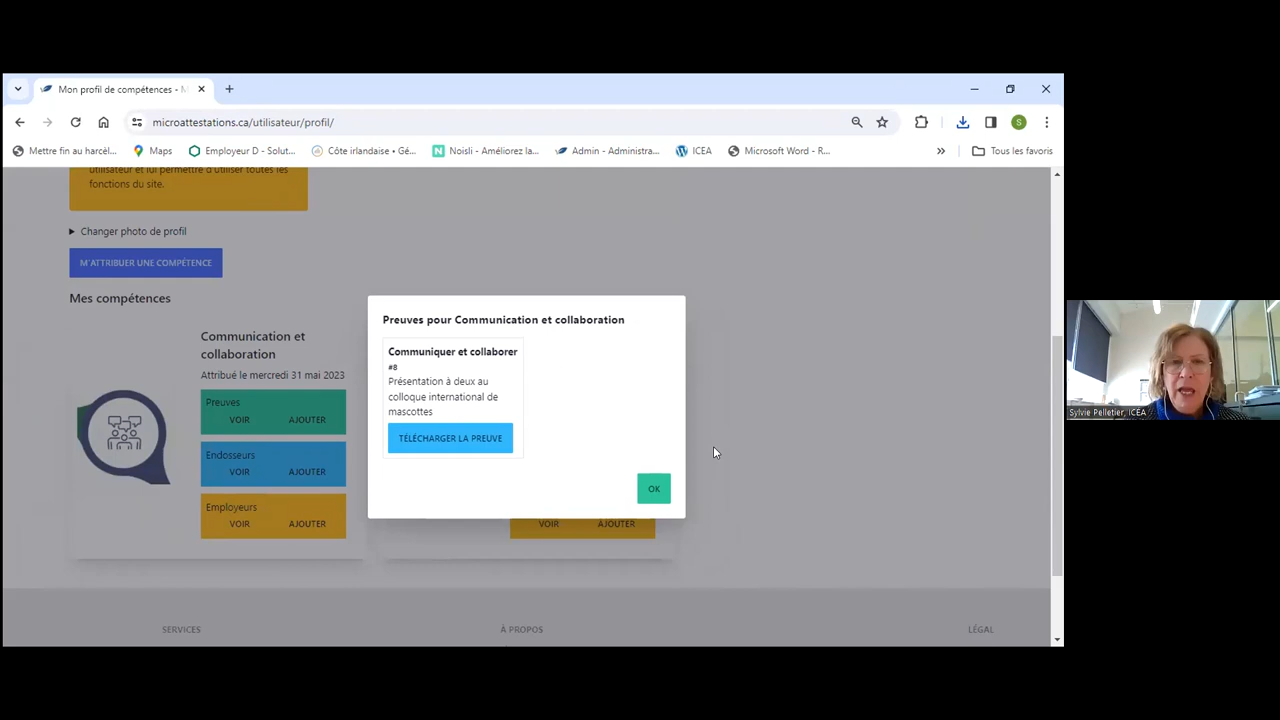 Mon profil de compétences - M
microattestations.ca/utilisateur/profil/
S
Mettre fin au harcèl...
Maps
Employeur D - Solut...
Côte irlandaise • Gé...
Noisli - Améliorez la...
Admin - Administra...
ICEA
Microsoft Word - R...
»
Tous les favoris
utilisateur et lui permettre d'utiliser toutes les
fonctions du site.
Changer photo de profil
M'ATTRIBUER UNE COMPÉTENCE
Mes compétences
Communication et
collaboration
Attribué le mercredi 31 mai 2023
Preuves
VOIR AJOUTER
Endosseurs
VOIR AJOUTER
Employeurs
VOIR AJOUTER
Preuves pour Communication et collaboration
Communiquer et collaborer
#8
Présentation à deux au
colloque international de
mascottes
TÉLÉCHARGER LA PREUVE
OK
VOIR AJOUTER
SERVICES
À PROPOS
LÉGAL
Sylvie Pelletier, ICEA